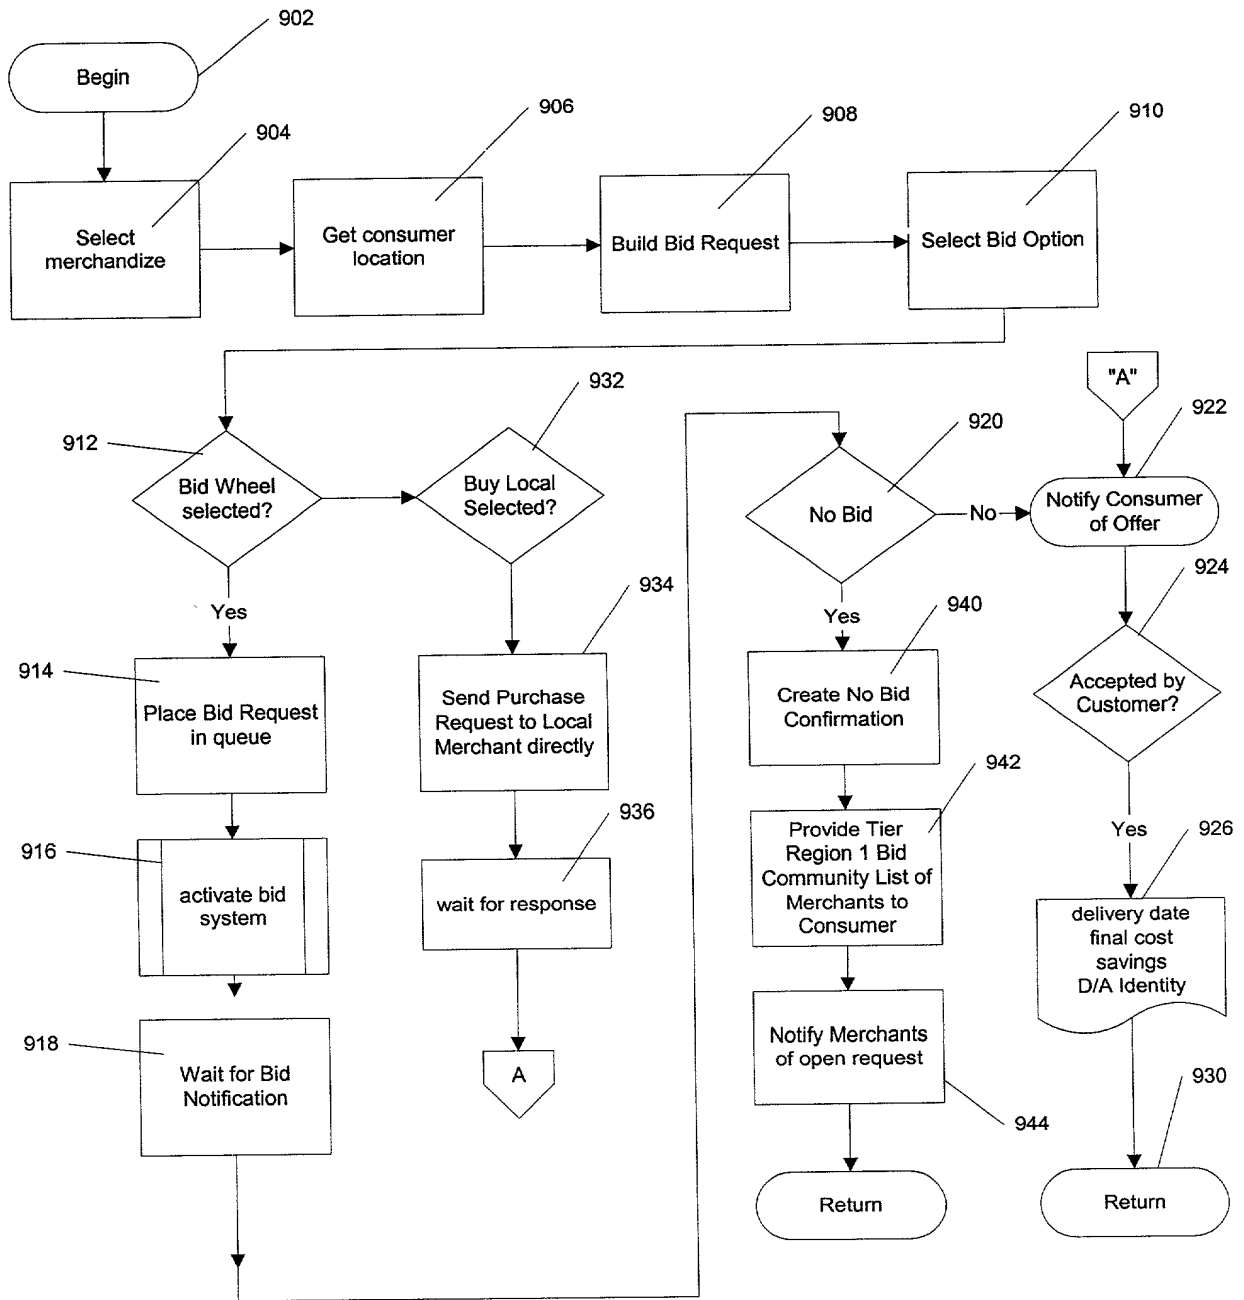 902
Begin
904
906
908
910
Select
merchandize
Get consumer
location
Build Bid Request
Select Bid Option
932
"A"
912
920
922
Bid Wheel
selected?
Buy Local
Selected?
No Bid
No
Notify Consumer
of Offer
Yes
934
Yes
940
924
914
Place Bid Request
in queue
Send Purchase
Request to Local
Merchant directly
Create No Bid
Confirmation
Accepted by
Customer?
942
916
activate bid
system
936
wait for response
Provide Tier
Region 1 Bid
Community List of
Merchants to
Consumer
Yes
926
delivery date
final cost
savings
D/A Identity
918
Wait for Bid
Notification
A
Notify Merchants
of open request
944
930
Return
Return